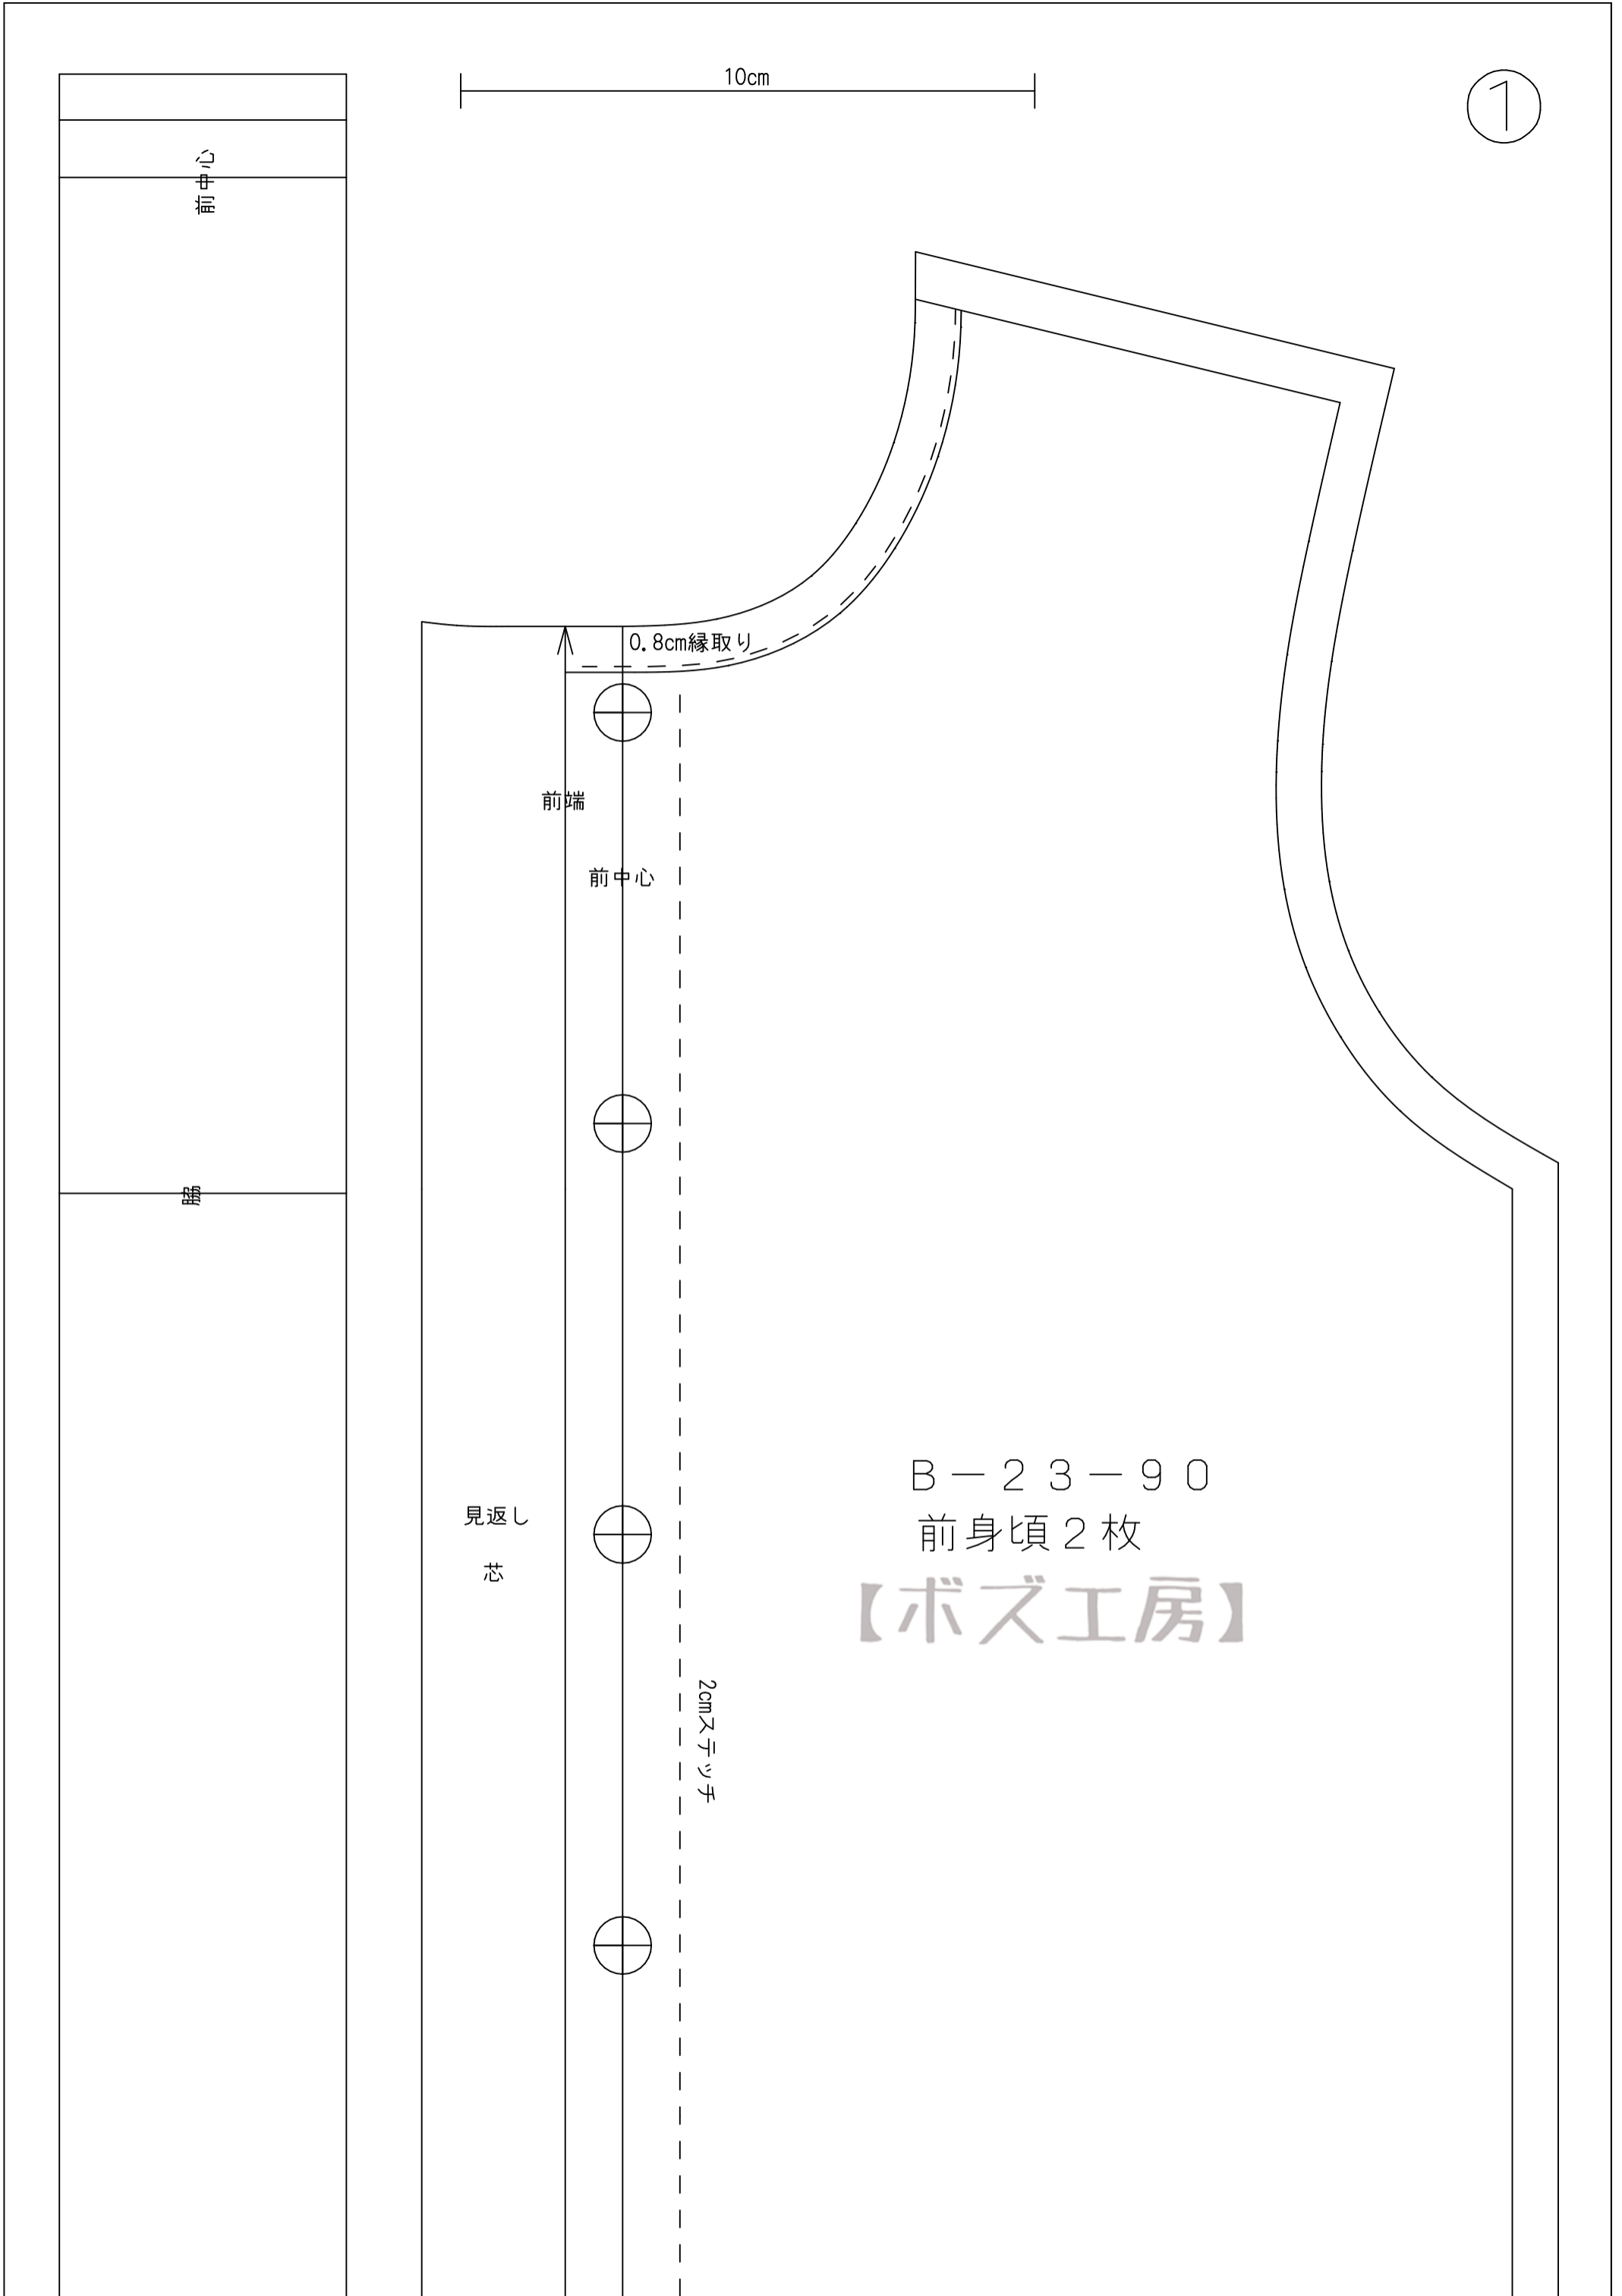 10cm
①
前中心
0.8cm縁取り
前端
前中心
脇
B－23－90
前身頃2枚
【ボズ工房】
見返し
芯
2cmステッチ